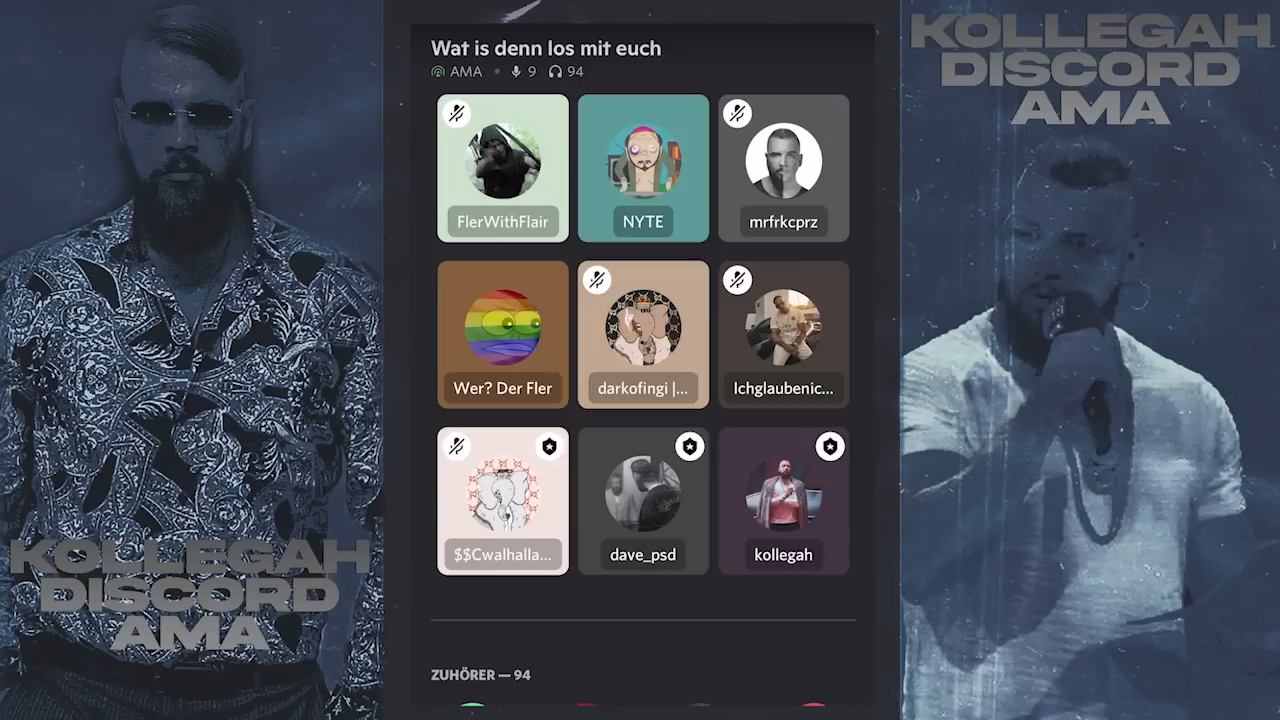 KOLLEGAH
DISCORD
AMA
Wat is denn los mit euch
AMA • 9 94
FlerWithFlair
NYTE
mrfrkcprz
Wer? Der Fler
darkofingi |...
Ichglaubenic...
$$Cwalhalla...
dave_psd
kollegah
ZUHÖRER — 94
KOLLEGAH
DISCORD
AMA